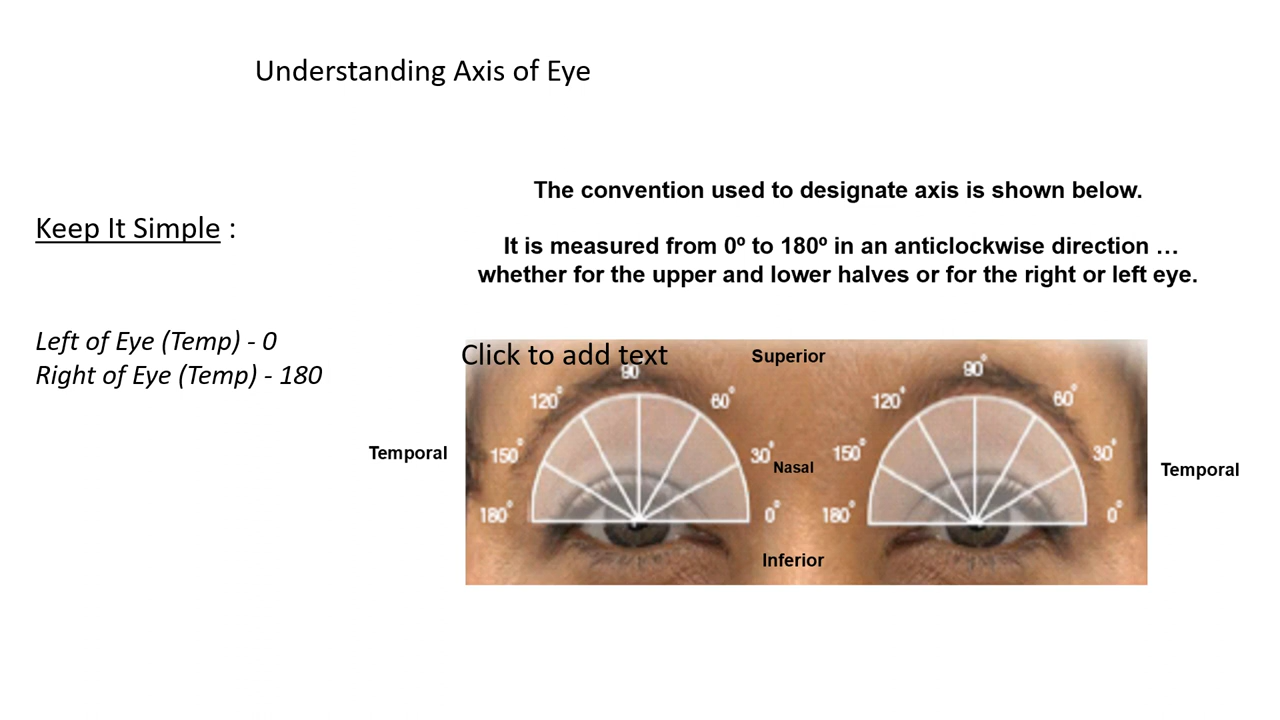 Understanding Axis of Eye
The convention used to designate axis is shown below.
Keep It Simple :
It is measured from 0º to 180º in an anticlockwise direction …
whether for the upper and lower halves or for the right or left eye.
Left of Eye (Temp) - 0
Right of Eye (Temp) - 180
Click to add text
Superior
90
90°
120°
60°
120°
60°
Temporal
150°
30°
Nasal
150°
30°
Temporal
180°
0°
180°
0°
Inferior